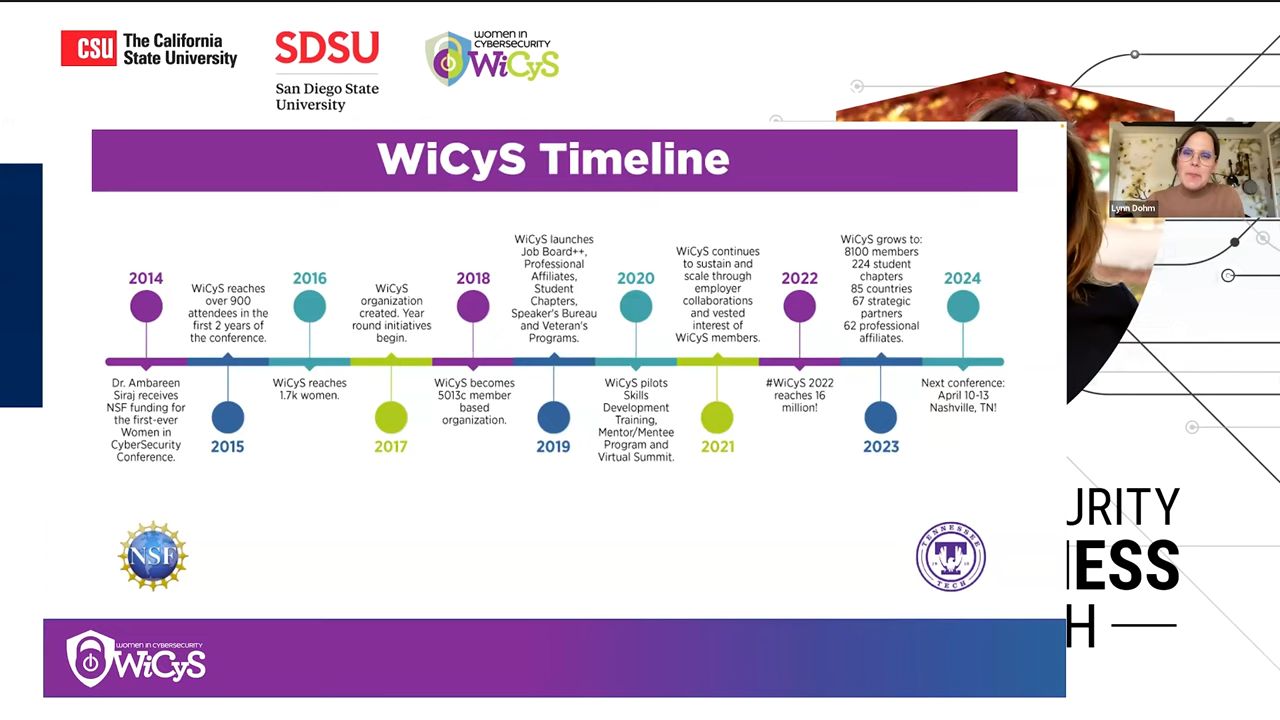 CSU The California
State University
SDSU
San Diego State
University
WOMEN IN
CYBERSECURITY
WiCyS
WiCyS Timeline
Lynn Dohm
2014
Dr. Ambareen
Siraj receives
NSF funding for
the first-ever
Women in
CyberSecurity
Conference.
WiCyS reaches
over 900
attendees in the
first 2 years of
the conference.
2015
2016
WiCyS reaches
1.7k women.
WiCyS
organization
created. Year
round initiatives
begin.
2017
2018
WiCyS becomes
5013c member
based
organization.
WiCyS launches
Job Board++,
Professional
Affiliates,
Student
Chapters,
Speaker's Bureau
and Veteran's
Programs.
2019
2020
WiCyS pilots
Skills
Development
Training,
Mentor/Mentee
Program and
Virtual Summit.
WiCyS continues
to sustain and
scale through
employer
collaborations
and vested
interest of
WiCyS members.
2021
2022
#WiCyS 2022
reaches 16
million!
WiCyS grows to:
8100 members
224 student
chapters
85 countries
67 strategic
partners
62 professional
affiliates.
2023
2024
Next conference:
April 10-13
Nashville, TN!
NSF
TENNESSEE
T
TECH
URITY
ESS
H
WOMEN IN CYBERSECURITY
WiCyS